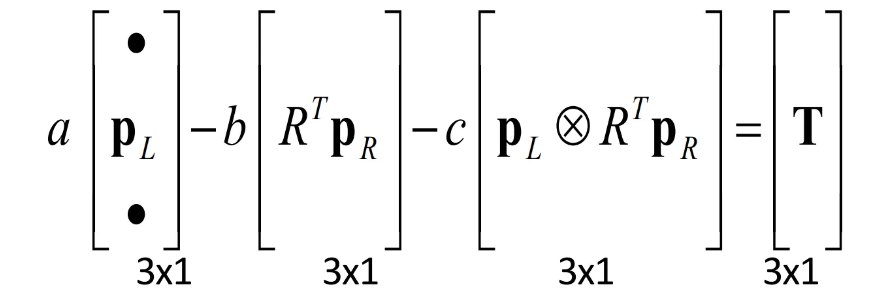 a [p_L] − b [R^T p_R] − c [p_L ⊗ R^T p_R] = [T]
3x1 3x1 3x1 3x1